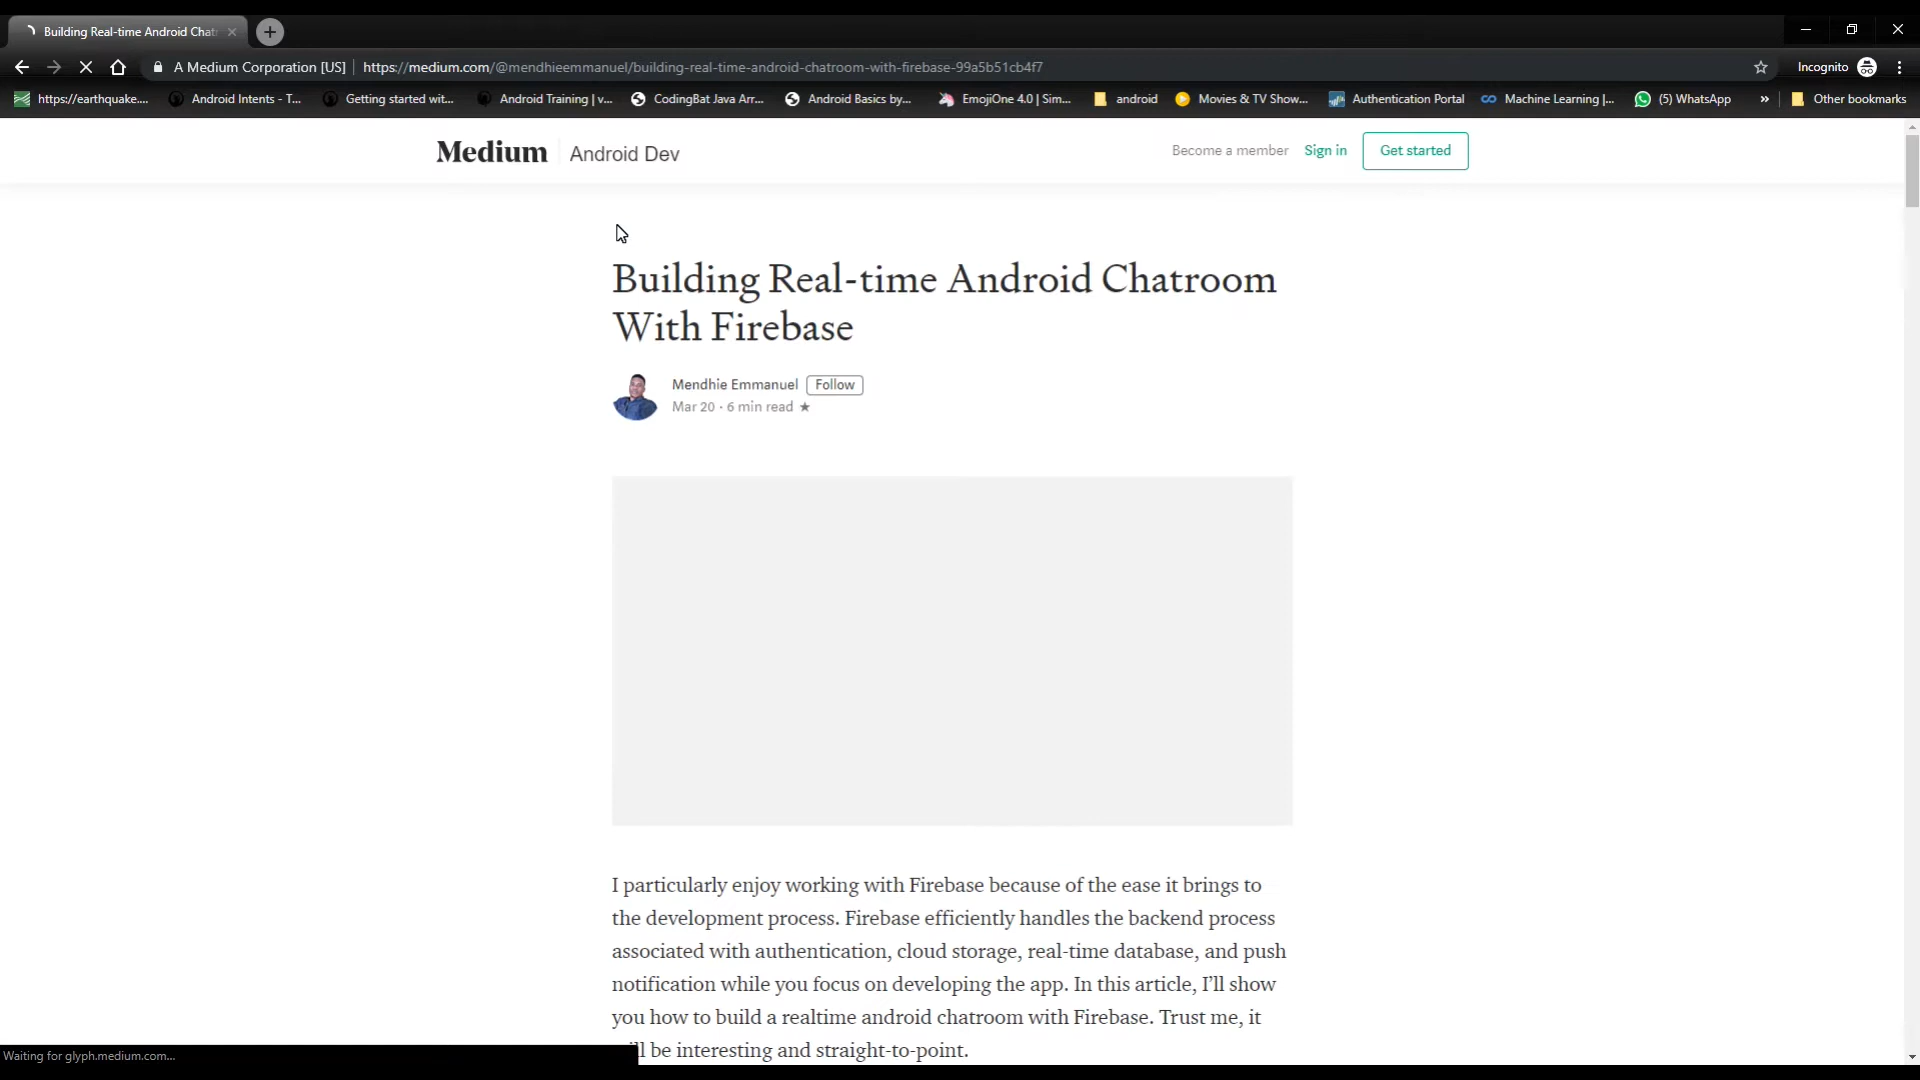 Building Real-time Android Chat
A Medium Corporation [US] https://medium.com/@mendhieemmanuel/building-real-time-android-chatroom-with-firebase-99a5b51cb4f7
Incognito
https://earthquake.... Android Intents - T... Getting started wit... Android Training | v... CodingBat Java Arr... Android Basics by... EmojiOne 4.0 | Sim... android Movies & TV Show... Authentication Portal Machine Learning |... (5) WhatsApp » Other bookmarks
Medium Android Dev Become a member Sign in Get started
Building Real-time Android Chatroom
With Firebase
Mendhie Emmanuel Follow
Mar 20 · 6 min read ★
I particularly enjoy working with Firebase because of the ease it brings to
the development process. Firebase efficiently handles the backend process
associated with authentication, cloud storage, real-time database, and push
notification while you focus on developing the app. In this article, I’ll show
you how to build a realtime android chatroom with Firebase. Trust me, it
be interesting and straight-to-point.
Waiting for glyph.medium.com...